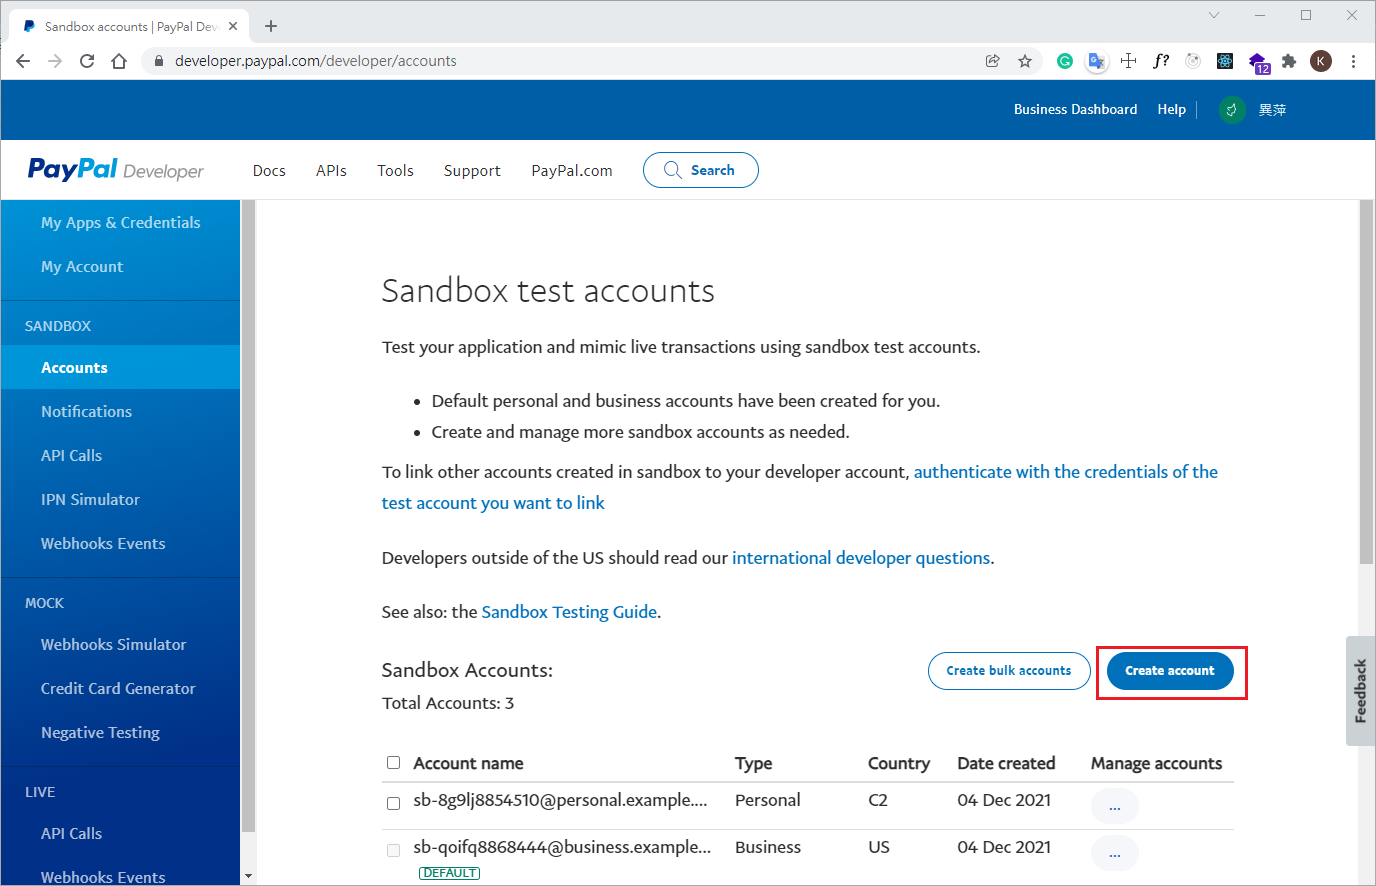 Sandbox accounts | PayPal Dev
developer.paypal.com/developer/accounts
f?
12
K
Business Dashboard
Help
異萍
PayPal Developer
Docs
APIs
Tools
Support
PayPal.com
Search
My Apps & Credentials
My Account
SANDBOX
Accounts
Notifications
API Calls
IPN Simulator
Webhooks Events
MOCK
Webhooks Simulator
Credit Card Generator
Negative Testing
LIVE
API Calls
Webhooks Events
Sandbox test accounts
Test your application and mimic live transactions using sandbox test accounts.
• Default personal and business accounts have been created for you.
• Create and manage more sandbox accounts as needed.
To link other accounts created in sandbox to your developer account, authenticate with the credentials of the
test account you want to link
Developers outside of the US should read our international developer questions.
See also: the Sandbox Testing Guide.
Sandbox Accounts:
Create bulk accounts
Create account
Total Accounts: 3
Account name Type Country Date created Manage accounts
sb-8g9lj8854510@personal.example.... Personal C2 04 Dec 2021 ...
sb-qoifq8868444@business.example... Business US 04 Dec 2021 ...
DEFAULT
Feedback